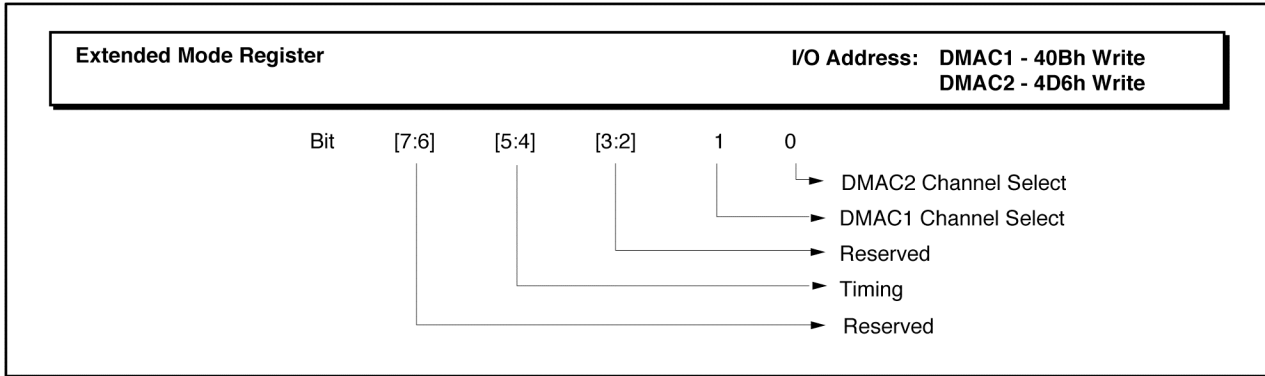 Extended Mode Register I/O Address: DMAC1 - 40Bh Write
DMAC2 - 4D6h Write
Bit [7:6] [5:4] [3:2] 1 0
DMAC2 Channel Select
DMAC1 Channel Select
Reserved
Timing
Reserved